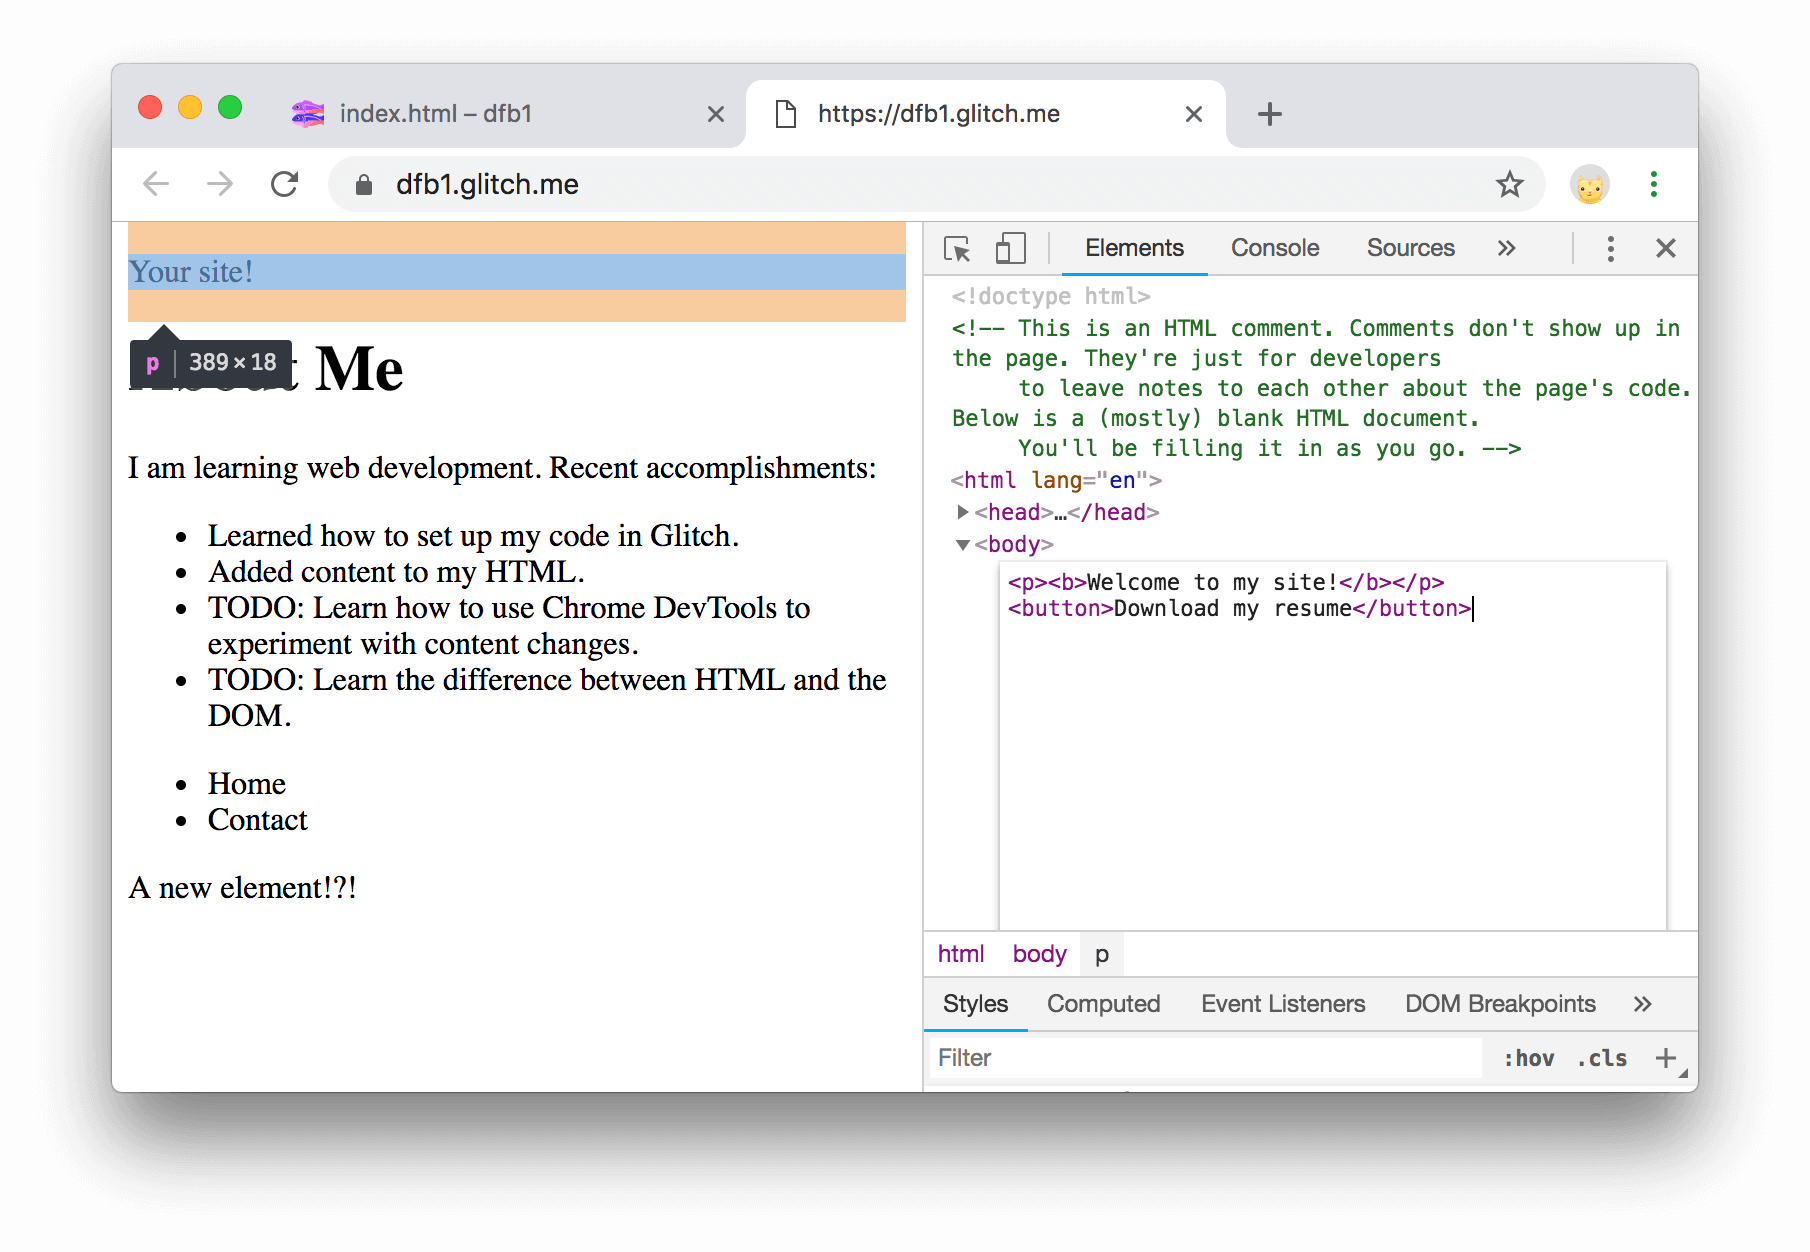 index.html – dfb1
https://dfb1.glitch.me
dfb1.glitch.me
Your site!
p 389 × 18
Me
I am learning web development. Recent accomplishments:
• Learned how to set up my code in Glitch.
• Added content to my HTML.
• TODO: Learn how to use Chrome DevTools to
experiment with content changes.
• TODO: Learn the difference between HTML and the
DOM.
• Home
• Contact
A new element!?!
Elements Console Sources »
<!doctype html>
<!-- This is an HTML comment. Comments don't show up in
the page. They're just for developers
to leave notes to each other about the page's code.
Below is a (mostly) blank HTML document.
You'll be filling it in as you go. -->
<html lang="en">
<head>…</head>
<body>
<p><b>Welcome to my site!</b></p>
<button>Download my resume</button>
html body p
Styles Computed Event Listeners DOM Breakpoints »
Filter :hov .cls +